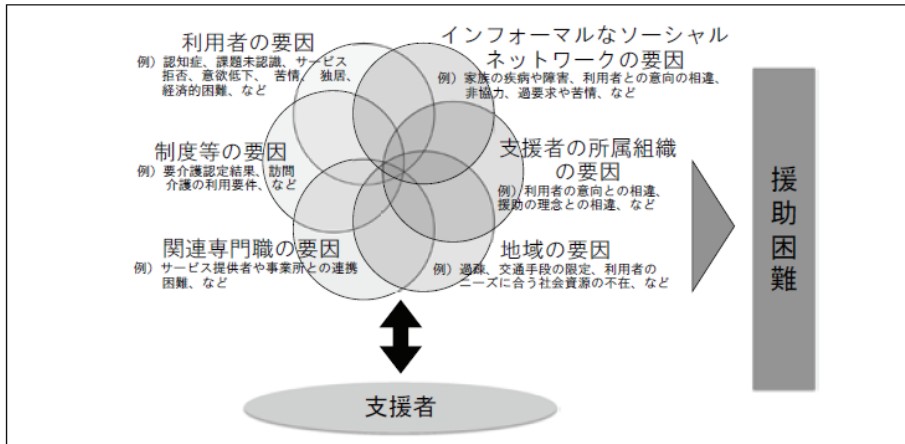 利用者の要因
例）認知症、課題未認識、サービス
拒否、意欲低下、 苦情、 独居、
経済的困難、など
インフォーマルなソーシャル
ネットワークの要因
例）家族の疾病や障害、利用者との意向の相違、
非協力、過要求や苦情、など
制度等の要因
例）要介護認定結果、訪問
介護の利用要件、など
支援者の所属組織
の要因
例）利用者の意向との相違、
援助の理念との相違、など
関連専門職の要因
例）サービス提供者や事業所との連携
困難、など
地域の要因
例）過疎、交通手段の限定、利用者の
ニーズに合う社会資源の不在、など
援助困難
支援者